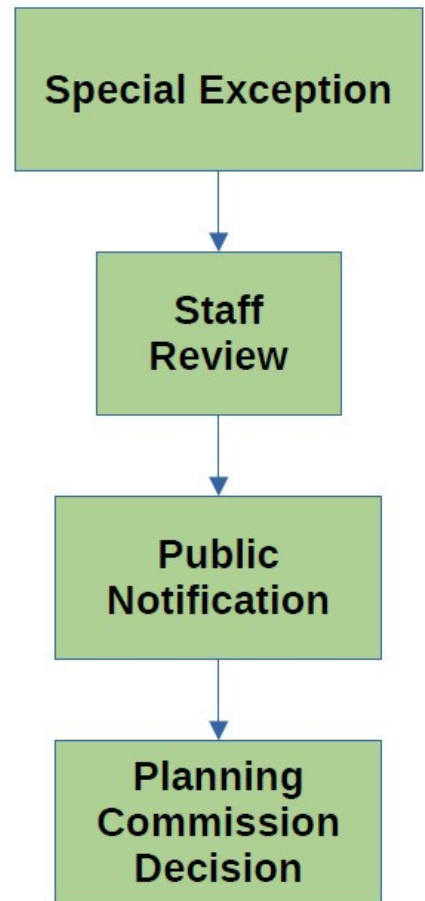 Special Exception
Staff
Review
Public
Notification
Planning
Commission
Decision